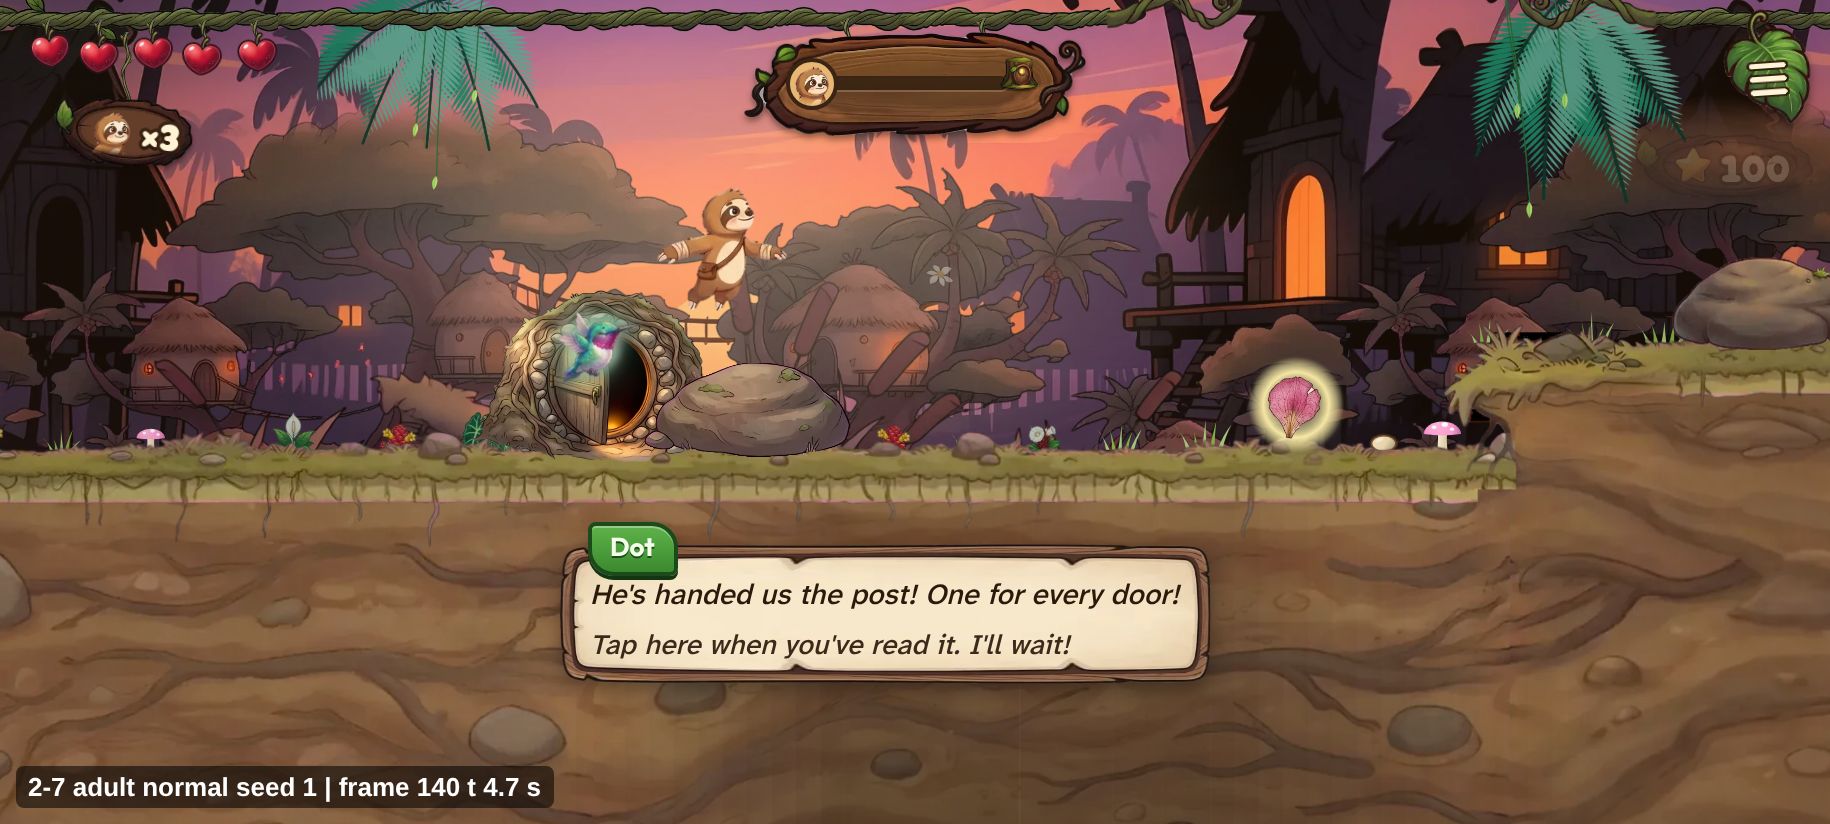 ×3
100
Dot
He's handed us the post! One for every door!
Tap here when you've read it. I'll wait!
2-7 adult normal seed 1 | frame 140 t 4.7 s